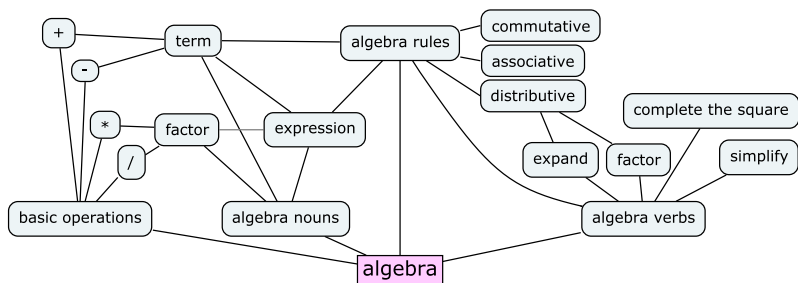 +
term
algebra rules
commutative
-
associative
distributive
*
factor
expression
complete the square
/
expand
factor
simplify
basic operations
algebra nouns
algebra verbs
algebra